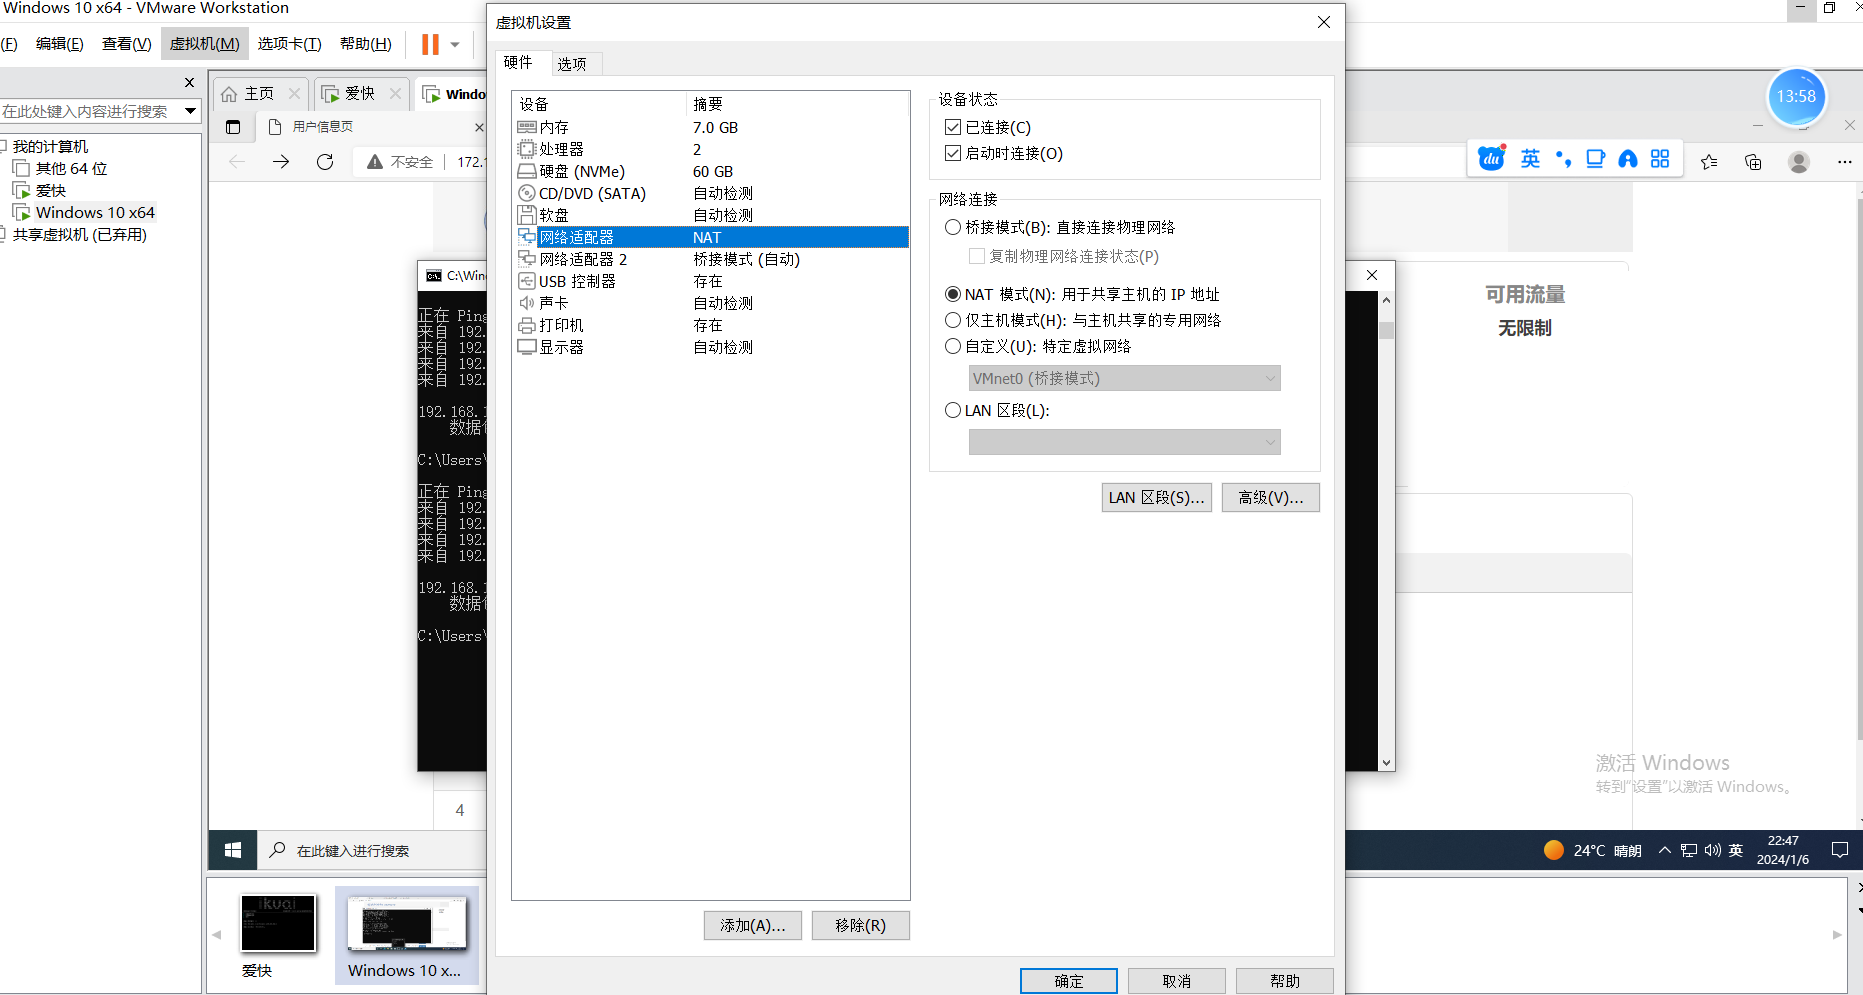 Windows 10 x64 - VMware Workstation
(F) 编辑(E) 查看(V) 虚拟机(M) 选项卡(T) 帮助(H)
在此处键入内容进行搜索
我的计算机
其他 64 位
爱快
Windows 10 x64
共享虚拟机 (已弃用)
主页
爱快
Windo
用户信息页
不安全
172.1
C:\Win
正在 Ping
来自 192.
来自 192.
来自 192.
来自 192.
192.168.1
数据包
C:\Users\
正在 Ping
来自 192.
来自 192.
来自 192.
来自 192.
192.168.1
数据包
C:\Users\
4
在此键入进行搜索
爱快
Windows 10 x...
虚拟机设置
硬件 选项
设备 摘要
内存 7.0 GB
处理器 2
硬盘 (NVMe) 60 GB
CD/DVD (SATA) 自动检测
软盘 自动检测
网络适配器 NAT
网络适配器 2 桥接模式 (自动)
USB 控制器 存在
声卡 自动检测
打印机 存在
显示器 自动检测
添加(A)... 移除(R)
设备状态
已连接(C)
启动时连接(O)
网络连接
桥接模式(B): 直接连接物理网络
复制物理网络连接状态(P)
NAT 模式(N): 用于共享主机的 IP 地址
仅主机模式(H): 与主机共享的专用网络
自定义(U): 特定虚拟网络
VMnet0 (桥接模式)
LAN 区段(L):
LAN 区段(S)... 高级(V)...
确定 取消 帮助
13:58
du 英
可用流量
无限制
激活 Windows
转到"设置"以激活 Windows。
24°C 晴朗
英
22:47
2024/1/6